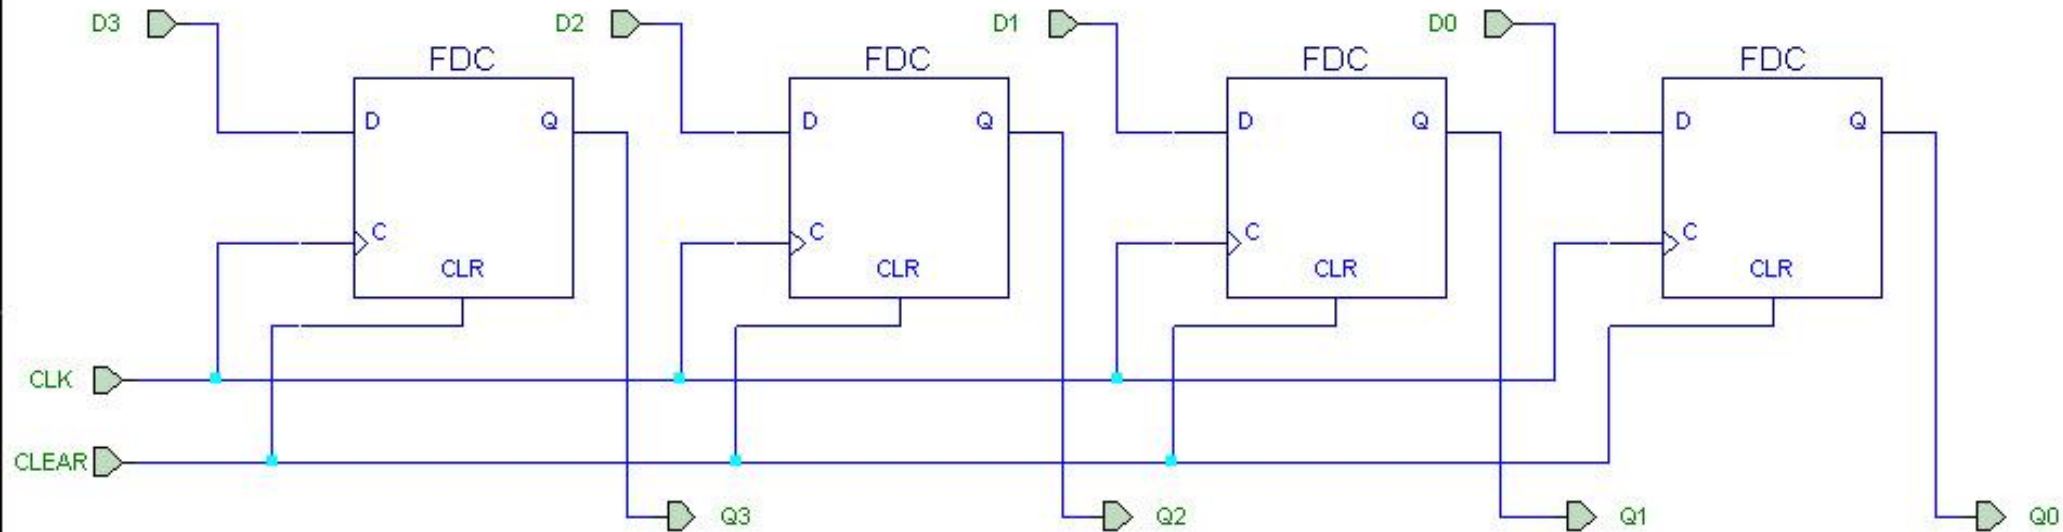 D3 D2 D1 D0
FDC FDC FDC FDC
D Q D Q D Q D Q
C C C C
CLR CLR CLR CLR
CLK
CLEAR
Q3 Q2 Q1 Q0